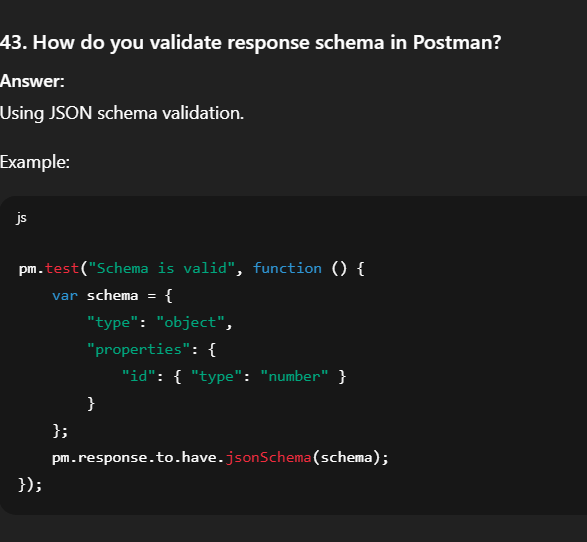 43. How do you validate response schema in Postman?
Answer:
Using JSON schema validation.
Example:
js
pm.test("Schema is valid", function () {
    var schema = {
        "type": "object",
        "properties": {
            "id": { "type": "number" }
        }
    };
    pm.response.to.have.jsonSchema(schema);
});